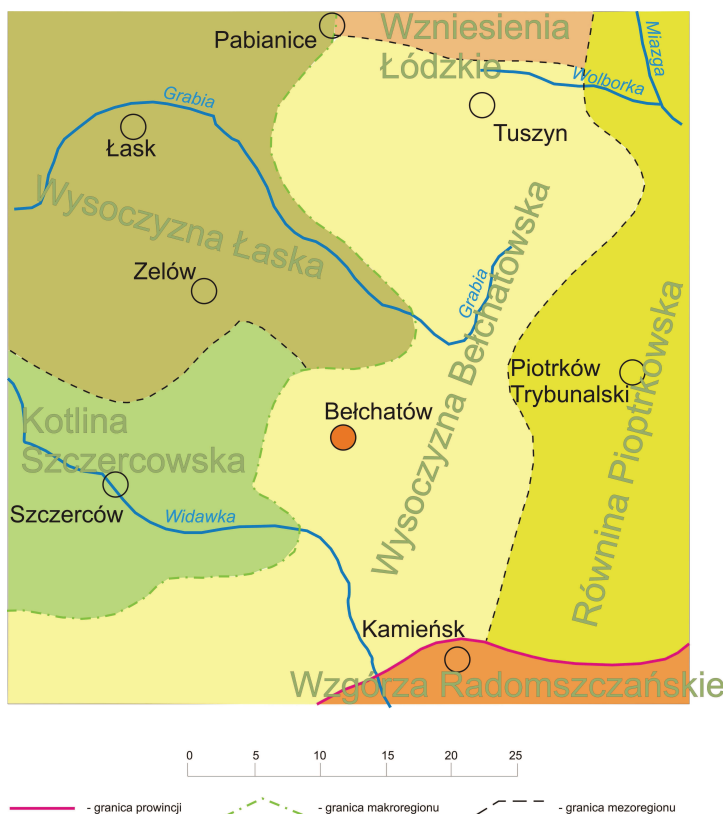 Pabianice
Wzniesienia
Łódzkie
Miazga
Wolborka
Grabia
Łask
Tuszyn
Wysoczyzna Łaska
Zelów
Grabia
Wysoczyzna Bełchatowska
Piotrków
Trybunalski
Równina Pioptrkowska
Bełchatów
Kotlina
Szczercowska
Szczerców
Widawka
Kamieńsk
Wzgórza Radomszczańskie
0 5 10 15 20 25
- granica prowincji - granica makroregionu - granica mezoregionu